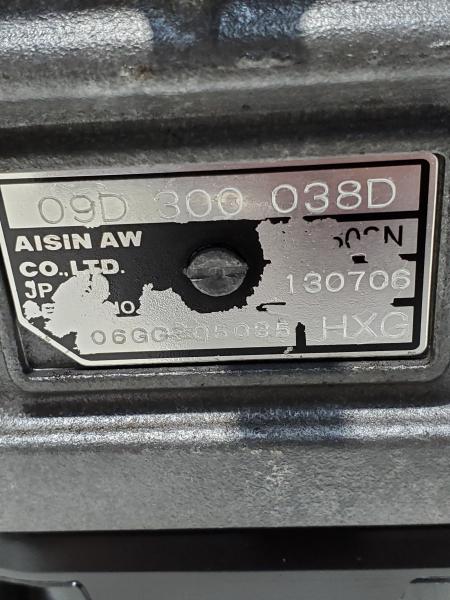 09D 300 038D
AISIN AW
CO.,LTD.
130706
HXG